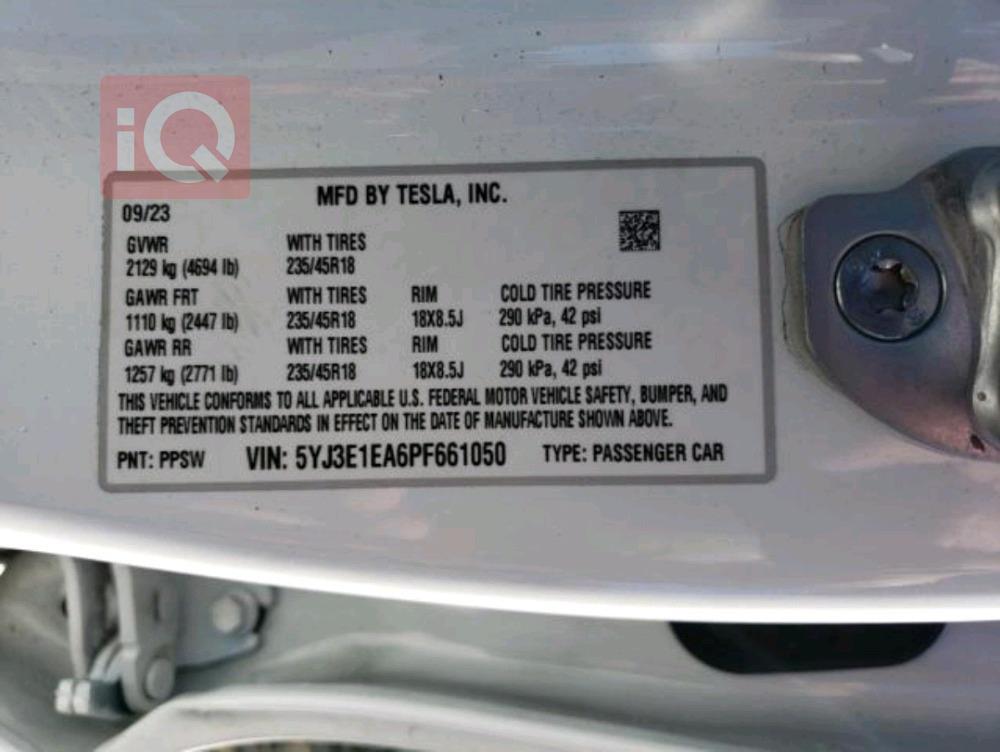 iQ
MFD BY TESLA, INC.
09/23
GVWR WITH TIRES
2129 kg (4694 lb) 235/45R18
GAWR FRT WITH TIRES RIM COLD TIRE PRESSURE
1110 kg (2447 lb) 235/45R18 18X8.5J 290 kPa, 42 psi
GAWR RR WITH TIRES RIM COLD TIRE PRESSURE
1257 kg (2771 lb) 235/45R18 18X8.5J 290 kPa, 42 psi
THIS VEHICLE CONFORMS TO ALL APPLICABLE U.S. FEDERAL MOTOR VEHICLE SAFETY, BUMPER, AND
THEFT PREVENTION STANDARDS IN EFFECT ON THE DATE OF MANUFACTURE SHOWN ABOVE.
PNT: PPSW VIN: 5YJ3E1EA6PF661050 TYPE: PASSENGER CAR